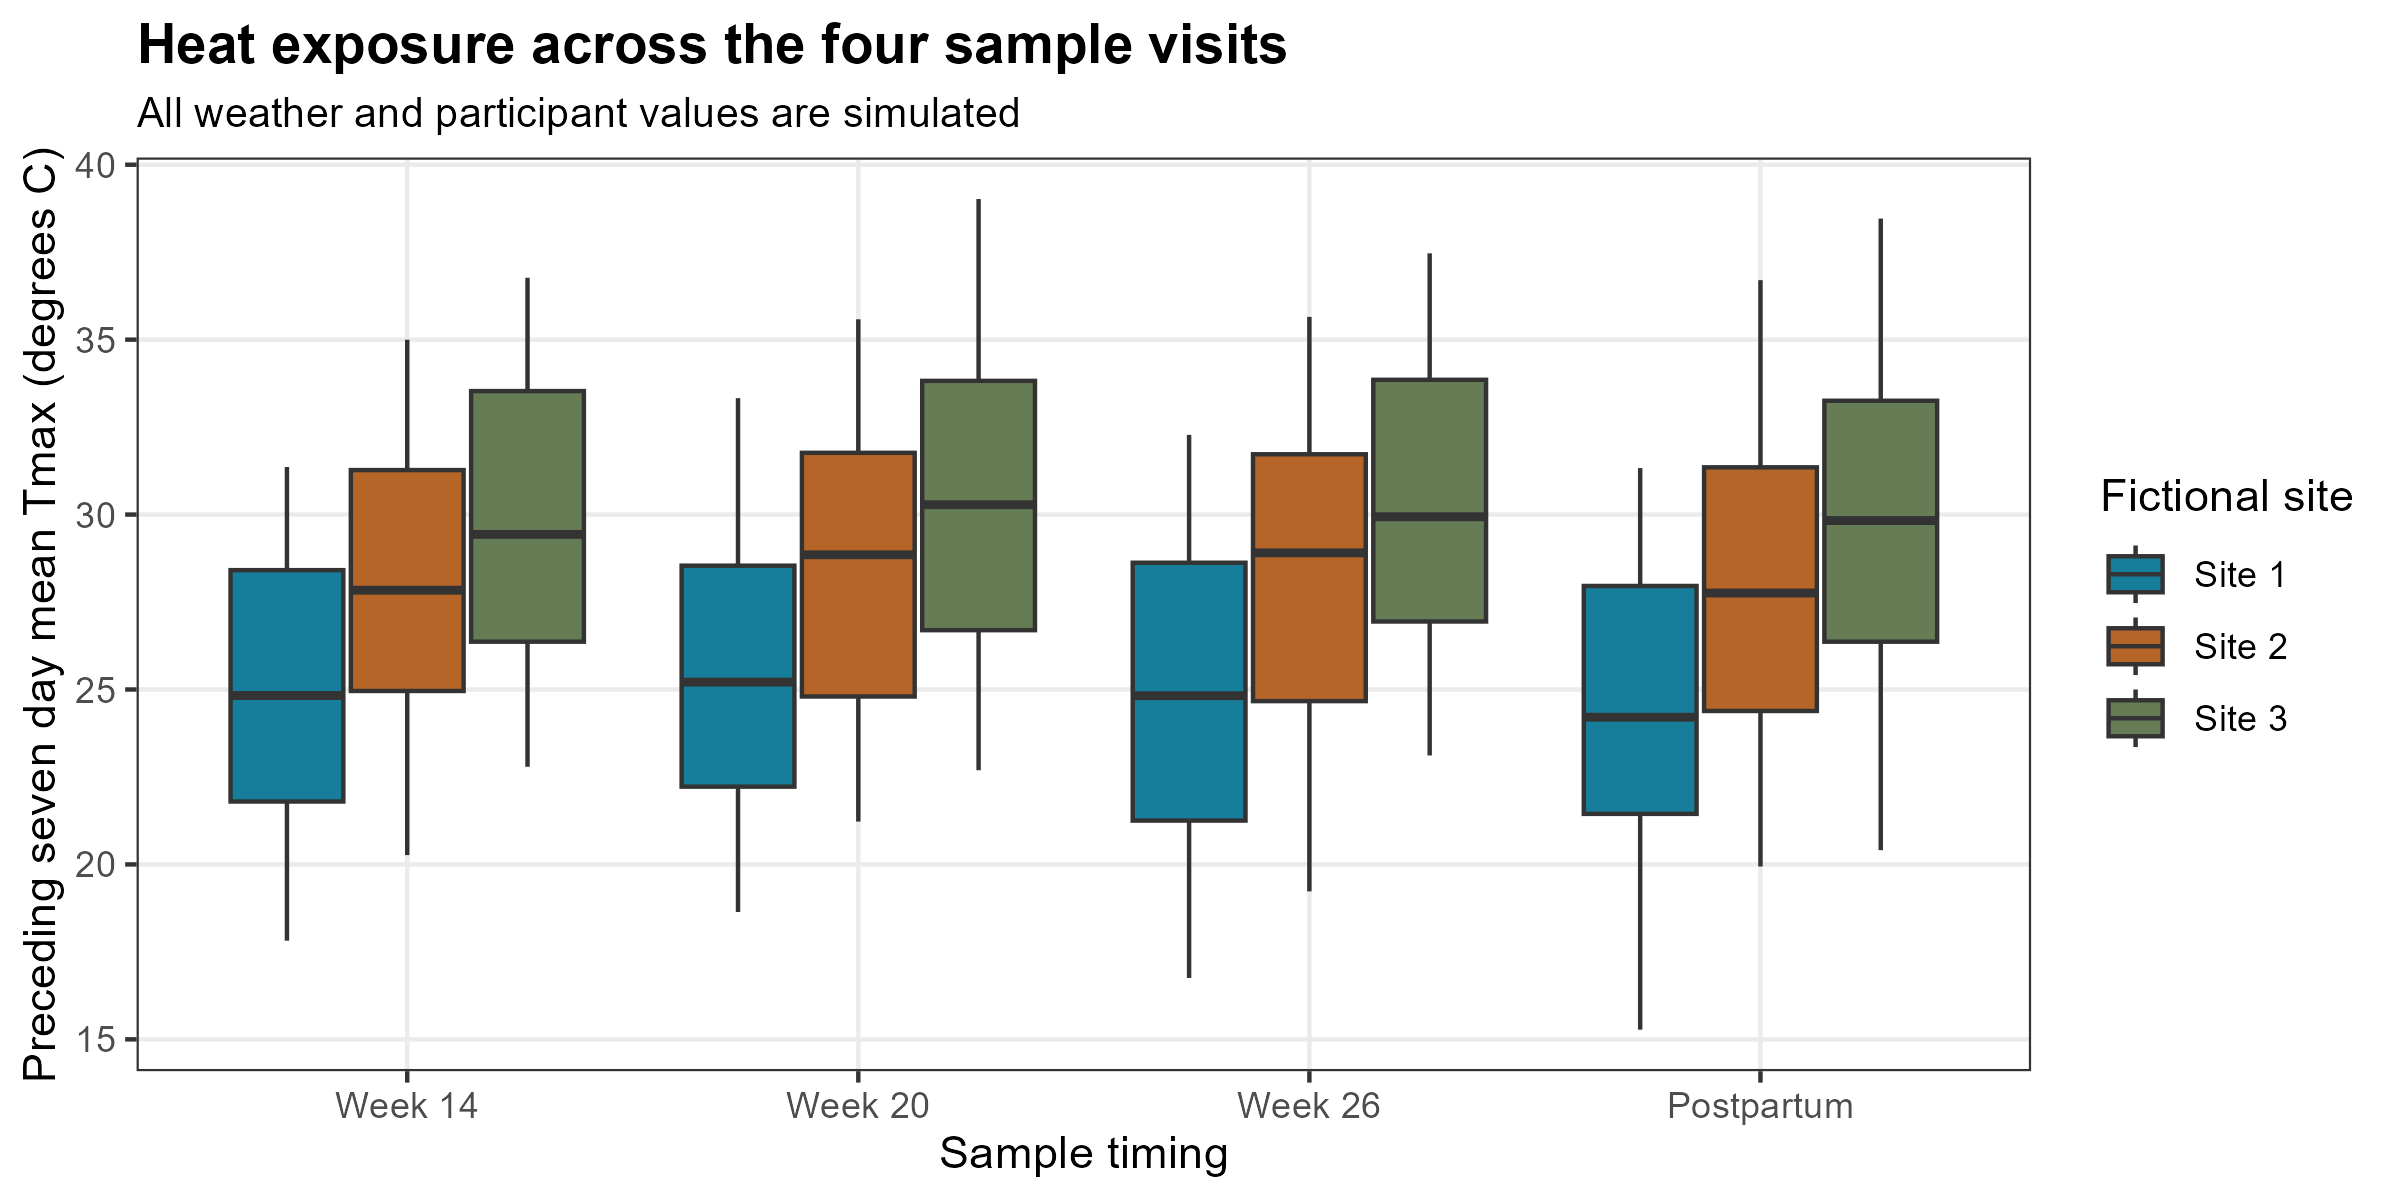 Heat exposure across the four sample visits
All weather and participant values are simulated
Preceding seven day mean Tmax (degrees C)
40
35
30
25
20
15
Week 14
Week 20
Week 26
Postpartum
Sample timing
Fictional site
Site 1
Site 2
Site 3